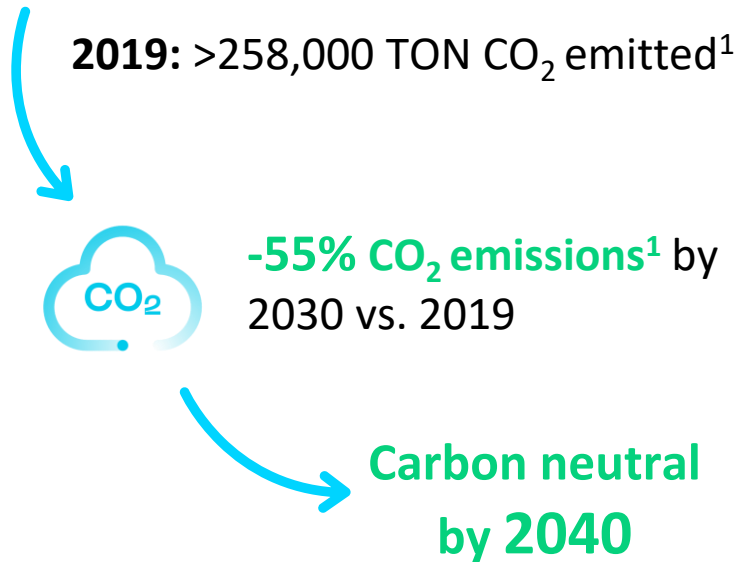 2019: >258,000 TON CO₂ emitted¹
CO₂
-55% CO₂ emissions¹ by
2030 vs. 2019
Carbon neutral
by 2040